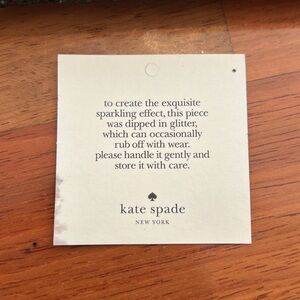 to create the exquisite
sparkling effect, this piece
was dipped in glitter,
which can occasionally
rub off with wear.
please handle it gently and
store it with care.
kate spade
NEW YORK